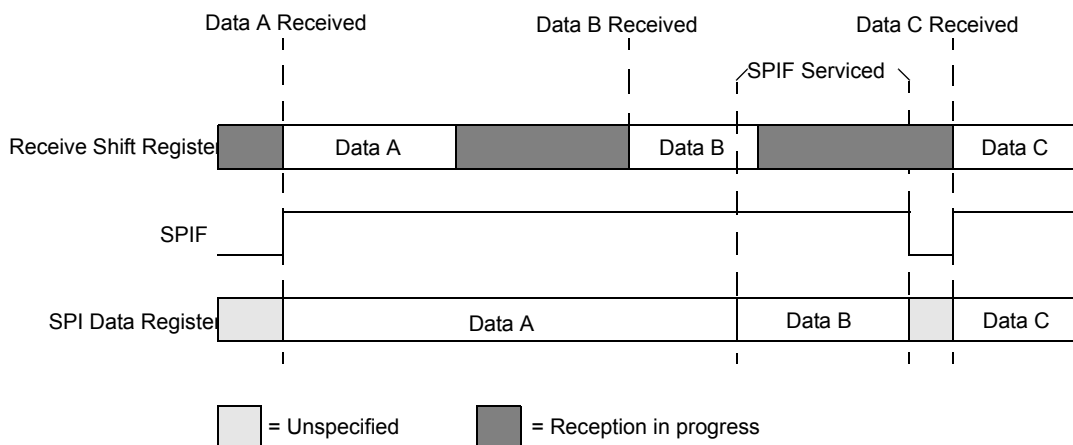 Data A Received
Data B Received
Data C Received
SPIF Serviced
Receive Shift Register
Data A
Data B
Data C
SPIF
SPI Data Register
Data A
Data B
Data C
= Unspecified
= Reception in progress